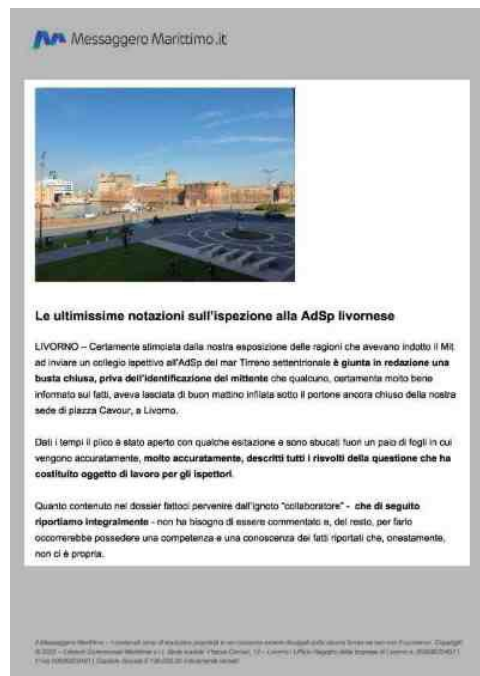 Messaggero Marittimo.it
Le ultimissime notazioni sull'ispezione alla AdSp livornese
LIVORNO – Certamente stimolata dalla nostra esposizione delle ragioni che avevano indotto il Mit
ad inviare un collegio ispettivo all'AdSp del mar Tirreno settentrionale è giunta in redazione una
busta chiusa, priva dell'identificazione del mittente che qualcuno, certamente molto bene
informato sui fatti, aveva lasciata di buon mattino infilata sotto il portone ancora chiuso della nostra
sede di piazza Cavour, a Livorno.
Dati i tempi il plico è stato aperto con qualche esitazione e sono sbucati fuori un paio di fogli in cui
vengono accuratamente, molto accuratamente, descritti tutti i risvolti della questione che ha
costituito oggetto di lavoro per gli ispettori.
Quanto contenuto nel dossier fattoci pervenire dall'ignoto "collaboratore" - che di seguito
riportiamo integralmente - non ha bisogno di essere commentato e, del resto, per farlo
occorrerebbe possedere una competenza e una conoscenza dei fatti riportati che, onestamente,
non ci è propria.